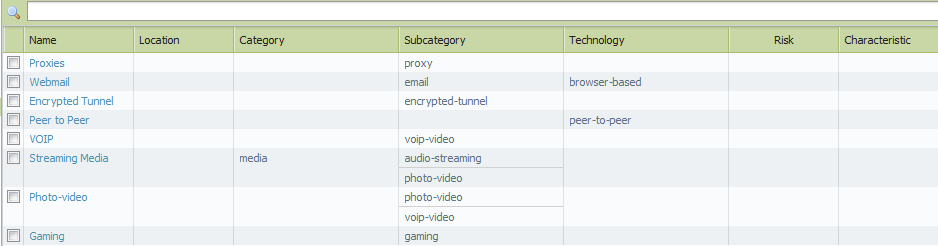 Name Location Category Subcategory Technology Risk Characteristic
Proxies proxy
Webmail email browser-based
Encrypted Tunnel encrypted-tunnel
Peer to Peer peer-to-peer
VOIP voip-video
Streaming Media media audio-streaming
photo-video
Photo-video photo-video
voip-video
Gaming gaming